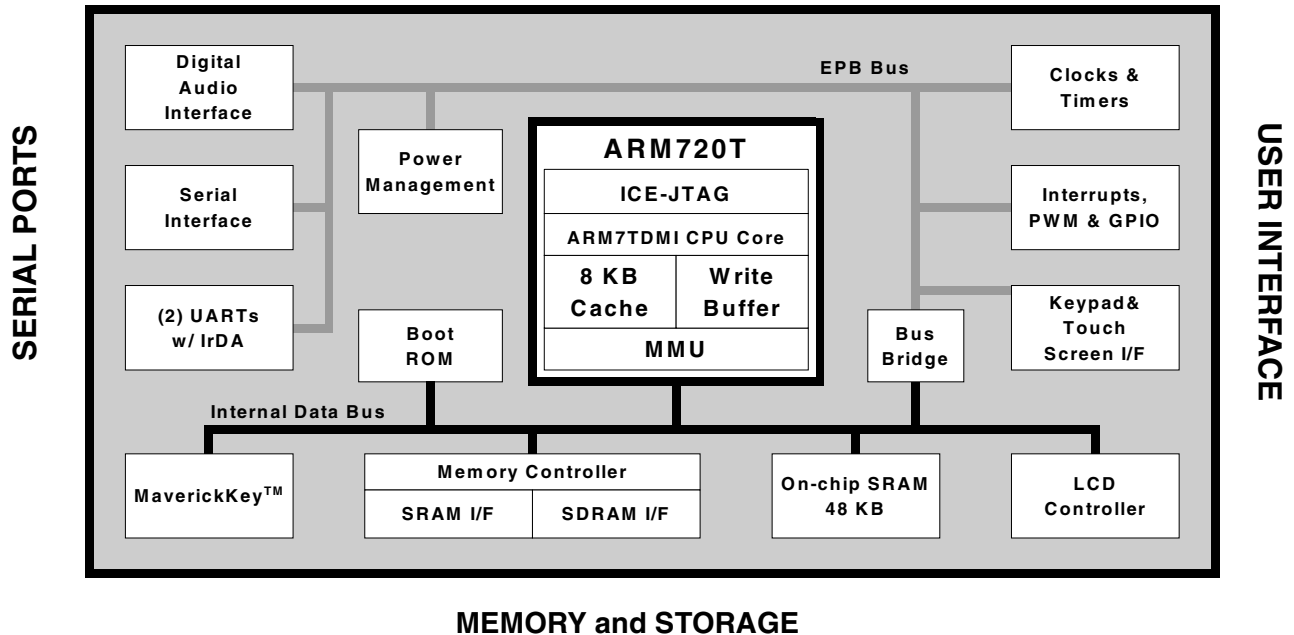 SERIAL PORTS
Digital
Audio
Interface
EPB Bus
Clocks &
Timers
USER INTERFACE
Power
Management
ARM720T
ICE-JTAG
ARM7TDMI CPU Core
8 KB
Cache
Write
Buffer
MMU
Serial
Interface
Interrupts,
PWM & GPIO
(2) UARTs
w/ IrDA
Boot
ROM
Bus
Bridge
Keypad&
Touch
Screen I/F
Internal Data Bus
MaverickKey™
Memory Controller
SRAM I/F
SDRAM I/F
On-chip SRAM
48 KB
LCD
Controller
MEMORY and STORAGE